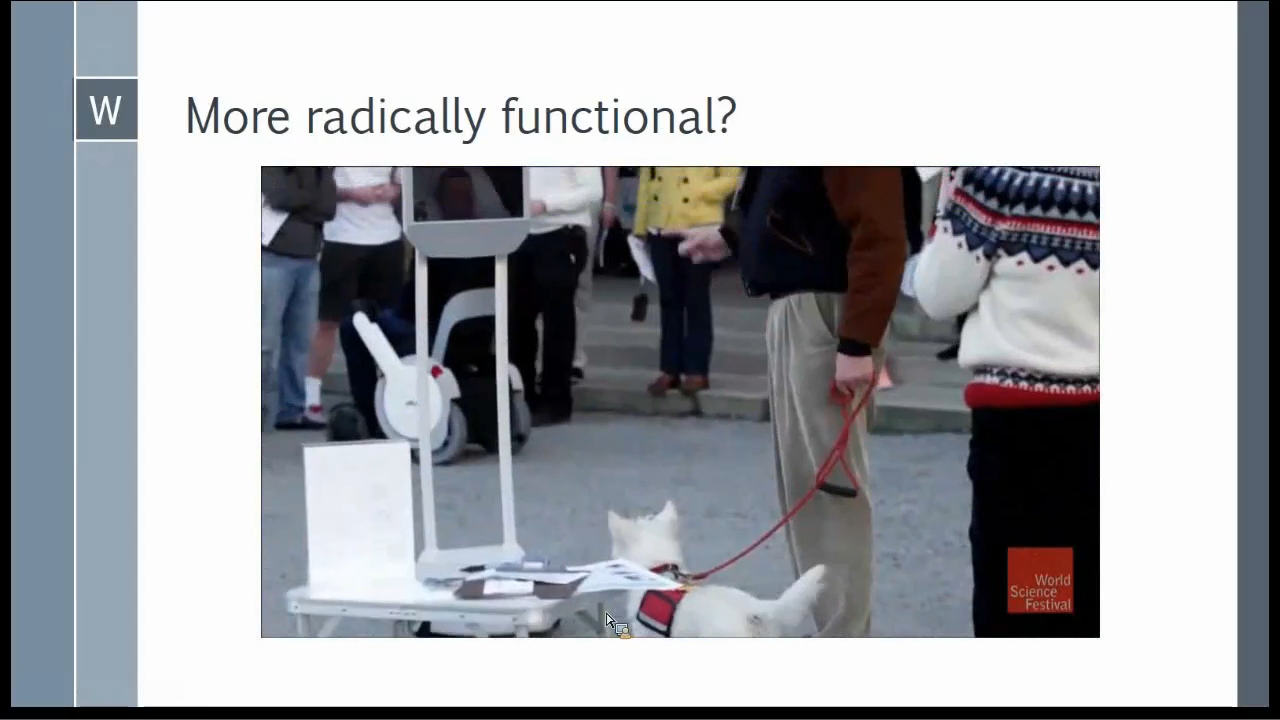 W
More radically functional?
World
Science
Festival